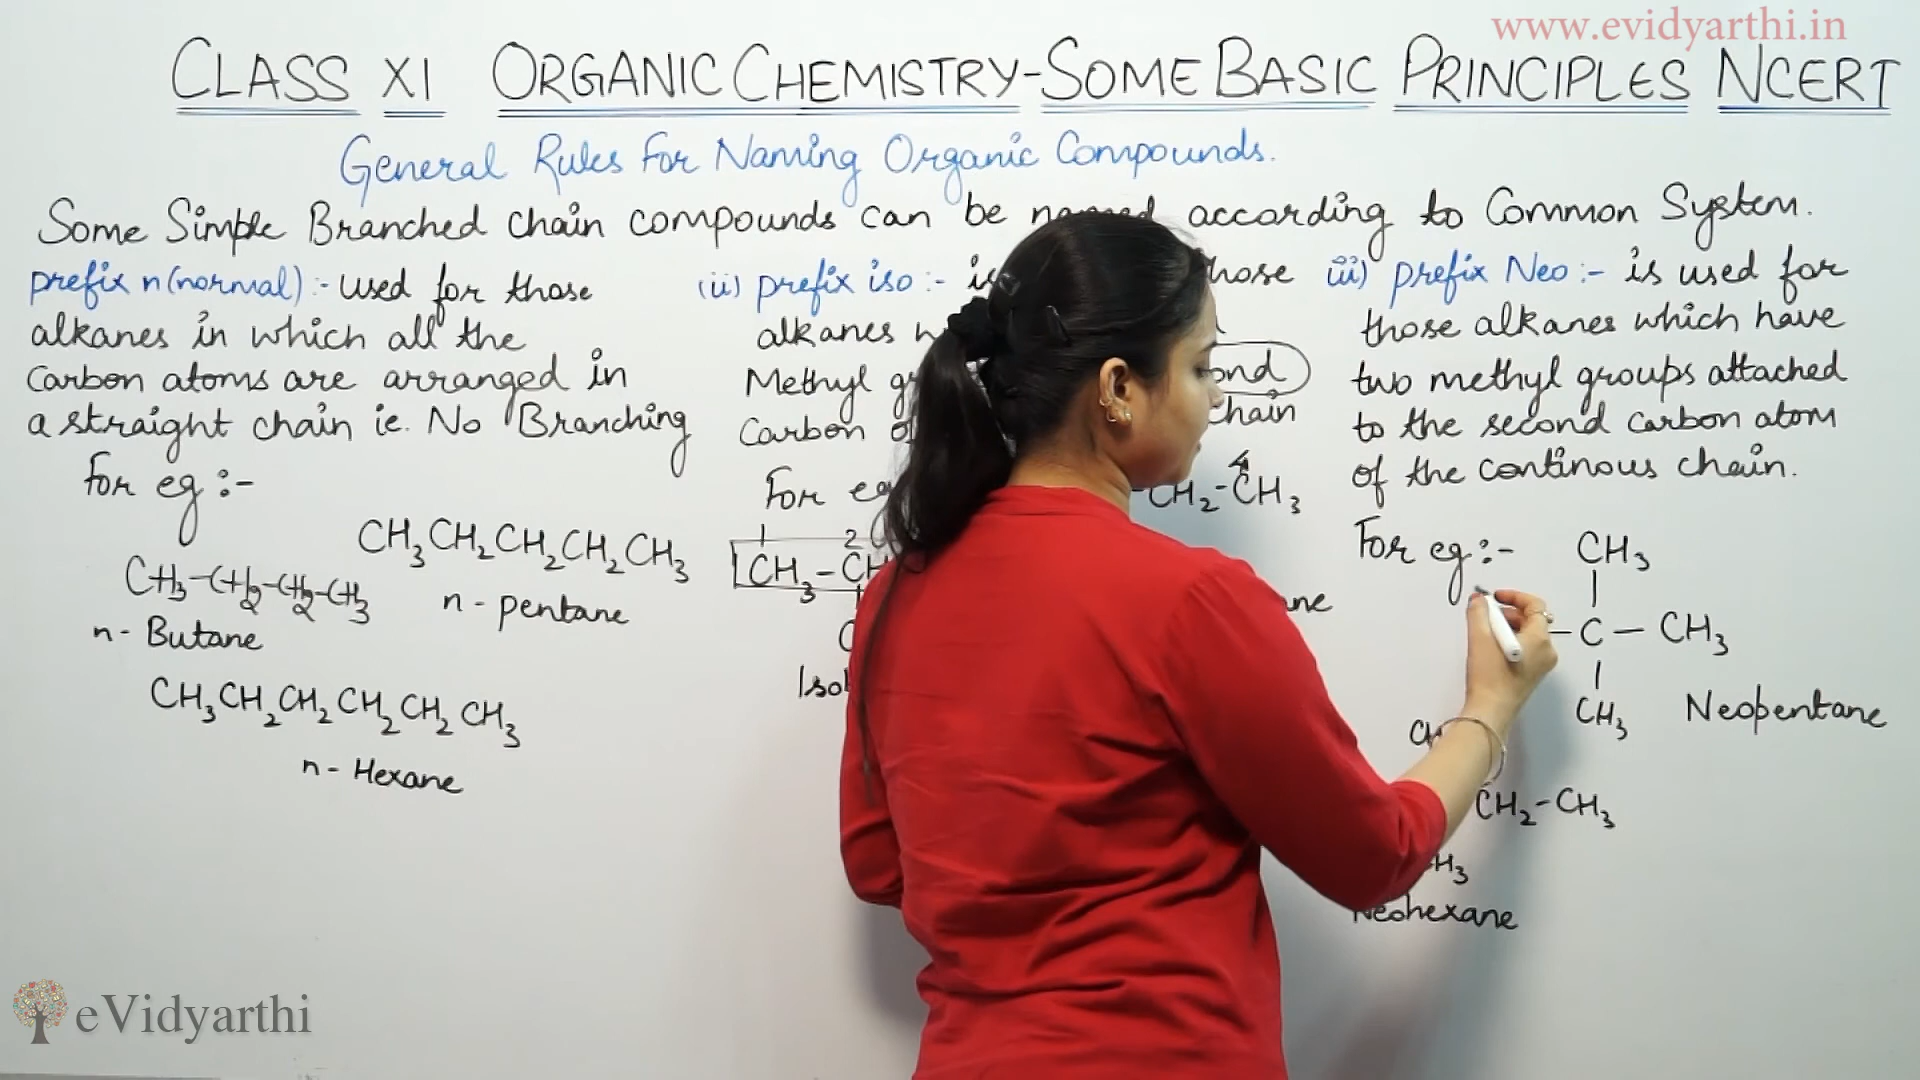 www.evidyarthi.in
CLASS XI ORGANIC CHEMISTRY-SOME BASIC PRINCIPLES NCERT
General Rules For Naming Organic Compounds.
Some Simple Branched chain compounds can be named according to Common System.
prefix n (normal) :- used for those
alkanes in which all the
carbon atoms are arranged in
a straight chain ie. No Branching
For eg :-
CH3CH2CH2CH2CH3
n - pentane
CH3-CH2-CH2-CH3
n - Butane
CH3CH2CH2CH2CH2CH3
n - Hexane
(ii) prefix iso :- is those
alkanes
Methyl
Carbon chain
For eg
4
CH2-CH3
1 2
CH3-CH
iii) prefix Neo :- is used for
those alkanes which have
two methyl groups attached
to the second carbon atom
of the continous chain.
For eg :- CH3
-C-CH3
CH3 Neopentane
CH2-CH3
H3
Neohexane
eVidyarthi